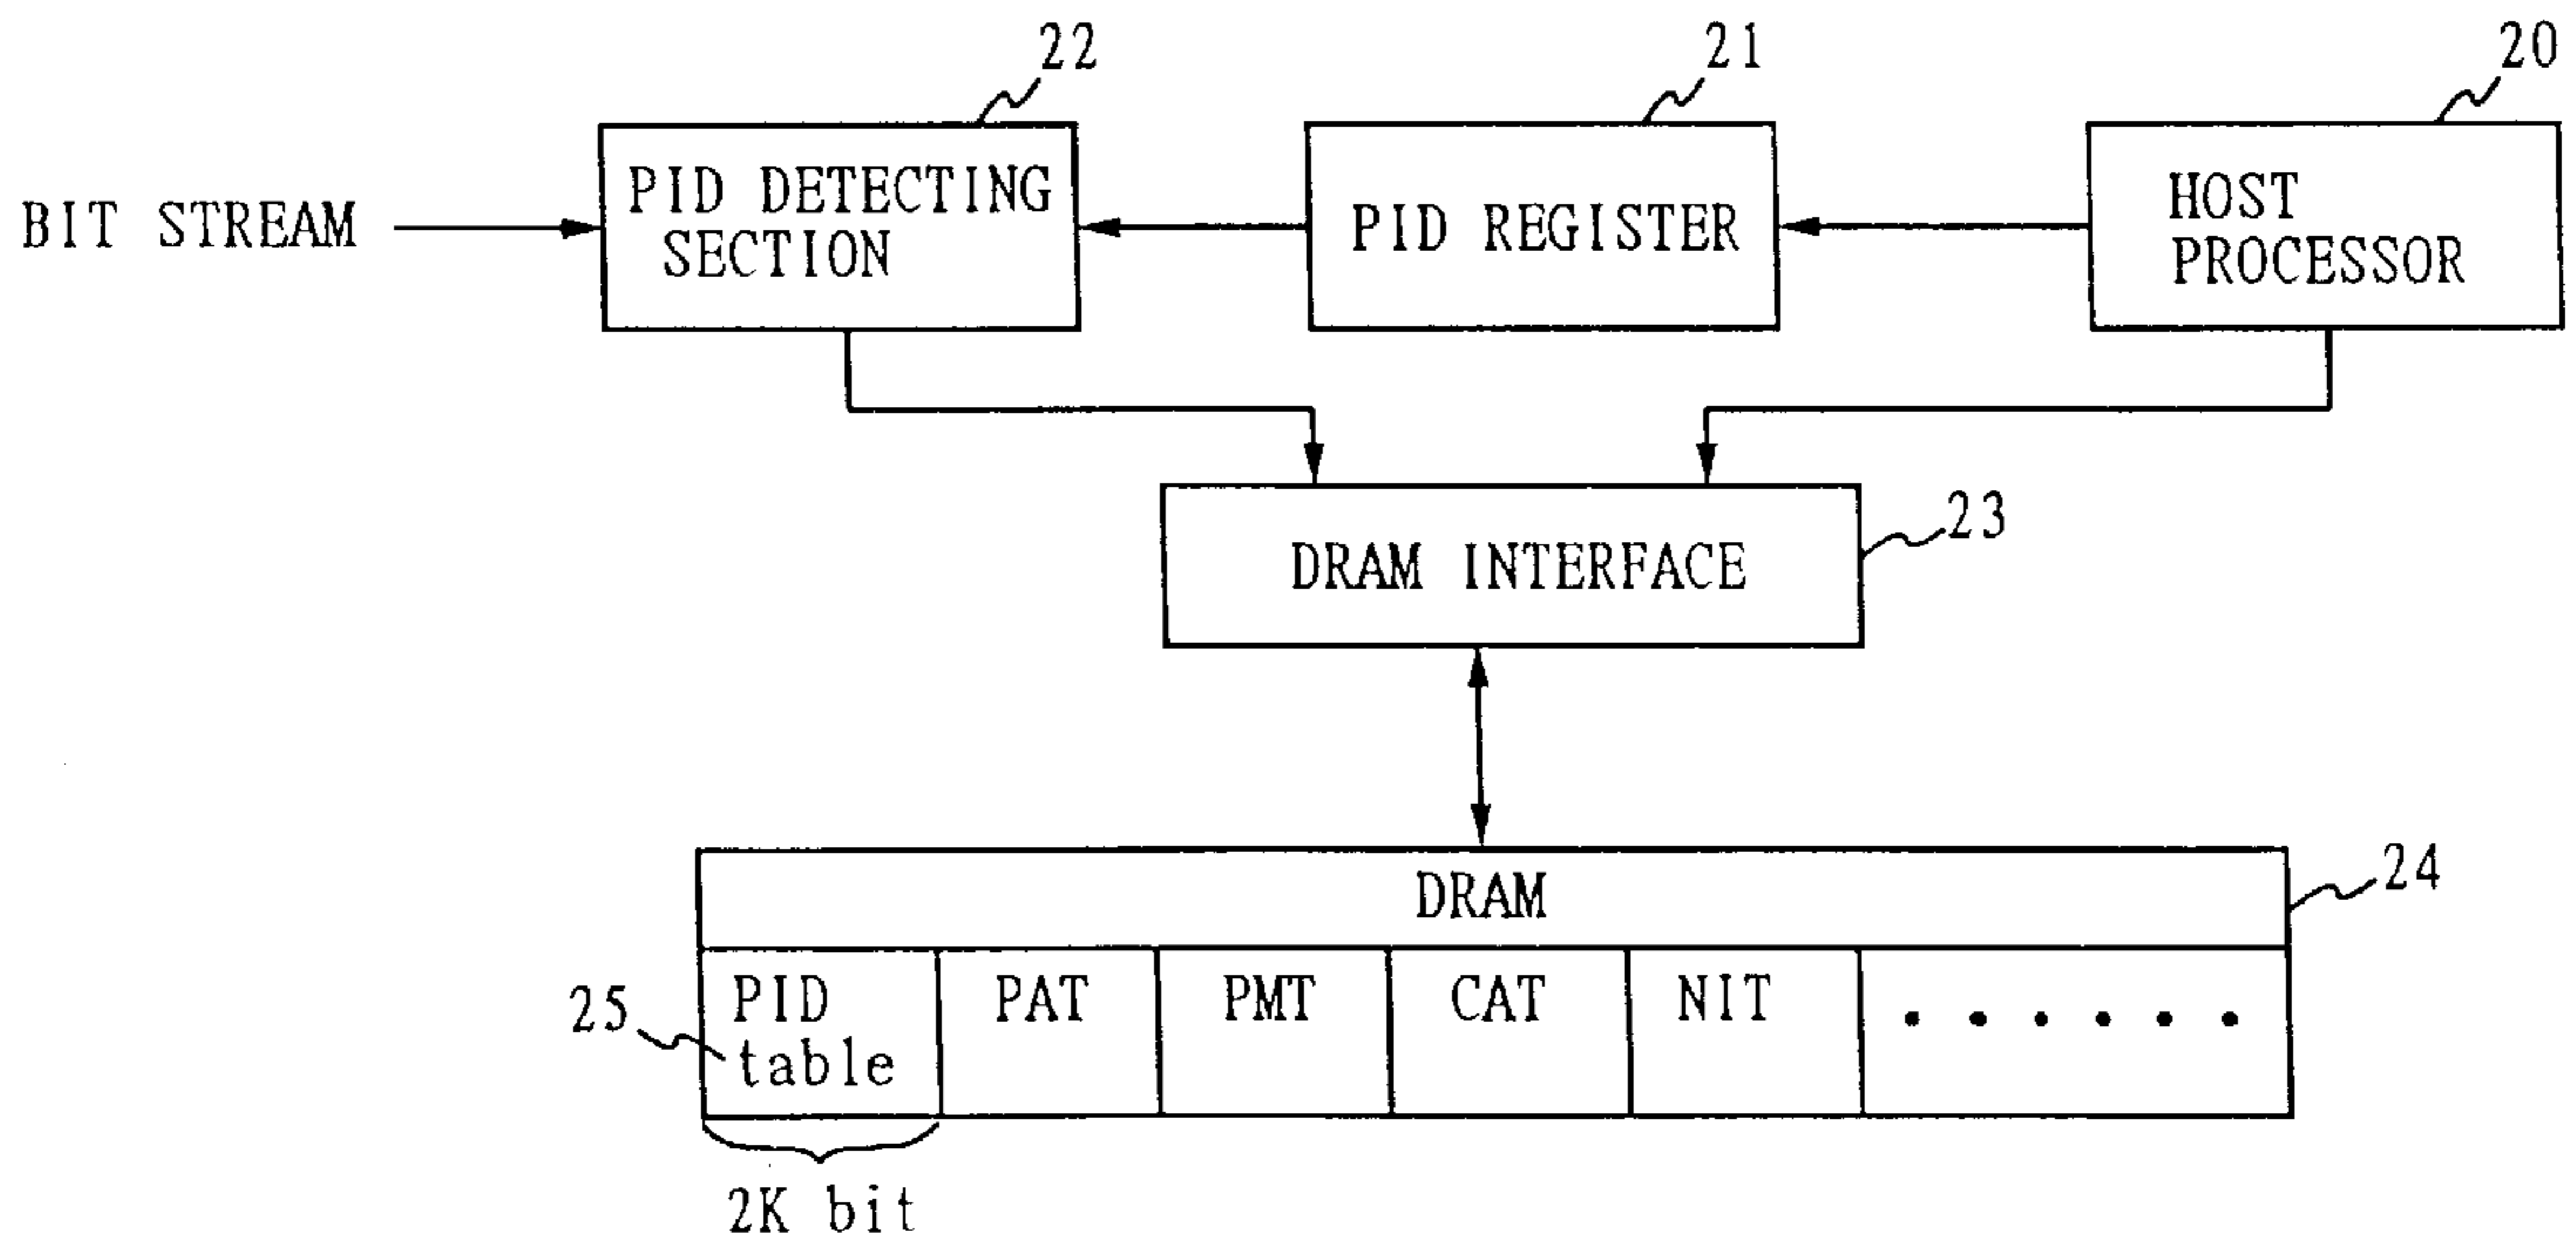 22
21
20
BIT STREAM
PID DETECTING
SECTION
PID REGISTER
HOST
PROCESSOR
23
DRAM INTERFACE
24
DRAM
25
PID
table
PAT
PMT
CAT
NIT
......
2K bit